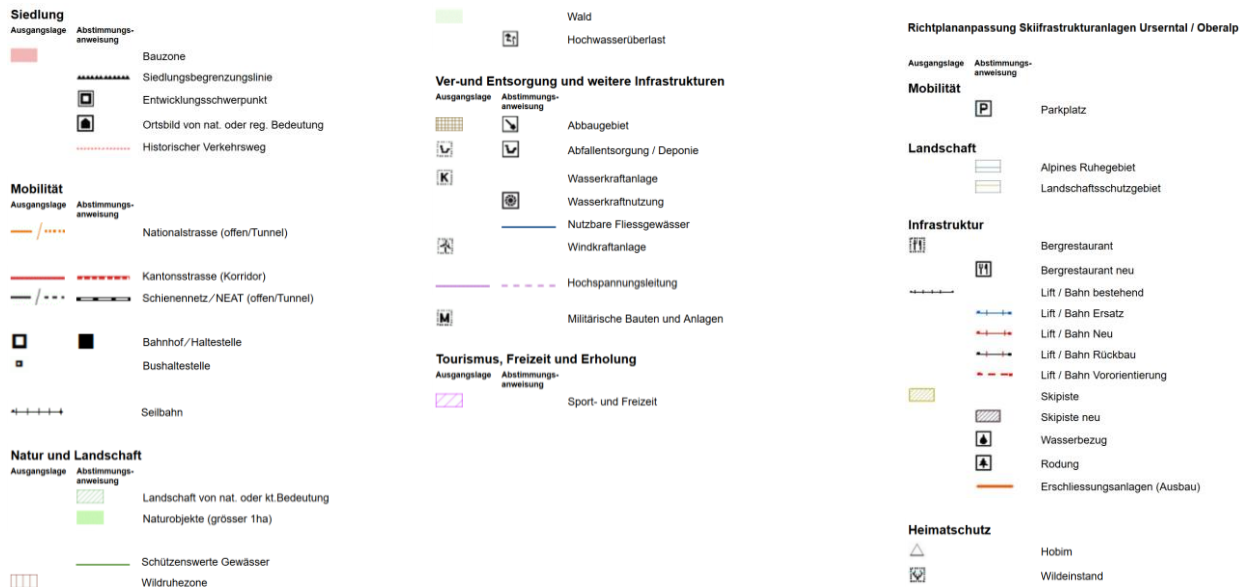 Siedlung
Ausgangslage Abstimmungs-
anweisung
Bauzone
Siedlungsbegrenzungslinie
Entwicklungsschwerpunkt
Ortsbild von nat. oder reg. Bedeutung
Historischer Verkehrsweg
Mobilität
Ausgangslage Abstimmungs-
anweisung
Nationalstrasse (offen/Tunnel)
Kantonsstrasse (Korridor)
Schienennetz/NEAT (offen/Tunnel)
Bahnhof/Haltestelle
Bushaltestelle
Seilbahn
Natur und Landschaft
Ausgangslage Abstimmungs-
anweisung
Landschaft von nat. oder kt.Bedeutung
Naturobjekte (grösser 1ha)
Schützenswerte Gewässer
Wildruhezone
Wald
Hochwasserüberlast
Ver-und Entsorgung und weitere Infrastrukturen
Ausgangslage Abstimmungs-
anweisung
Abbaugebiet
Abfallentsorgung / Deponie
K Wasserkraftanlage
Wasserkraftnutzung
Nutzbare Fliessgewässer
Windkraftanlage
Hochspannungsleitung
M Militärische Bauten und Anlagen
Tourismus, Freizeit und Erholung
Ausgangslage Abstimmungs-
anweisung
Sport- und Freizeit
Richtplananpassung Skiifrastrukturanlagen Urserntal / Oberalp
Ausgangslage Abstimmungs-
anweisung
Mobilität
P Parkplatz
Landschaft
Alpines Ruhegebiet
Landschaftsschutzgebiet
Infrastruktur
Bergrestaurant
Bergrestaurant neu
Lift / Bahn bestehend
Lift / Bahn Ersatz
Lift / Bahn Neu
Lift / Bahn Rückbau
Lift / Bahn Vororientierung
Skipiste
Skipiste neu
Wasserbezug
Rodung
Erschliessungsanlagen (Ausbau)
Heimatschutz
Hobim
Wildeinstand